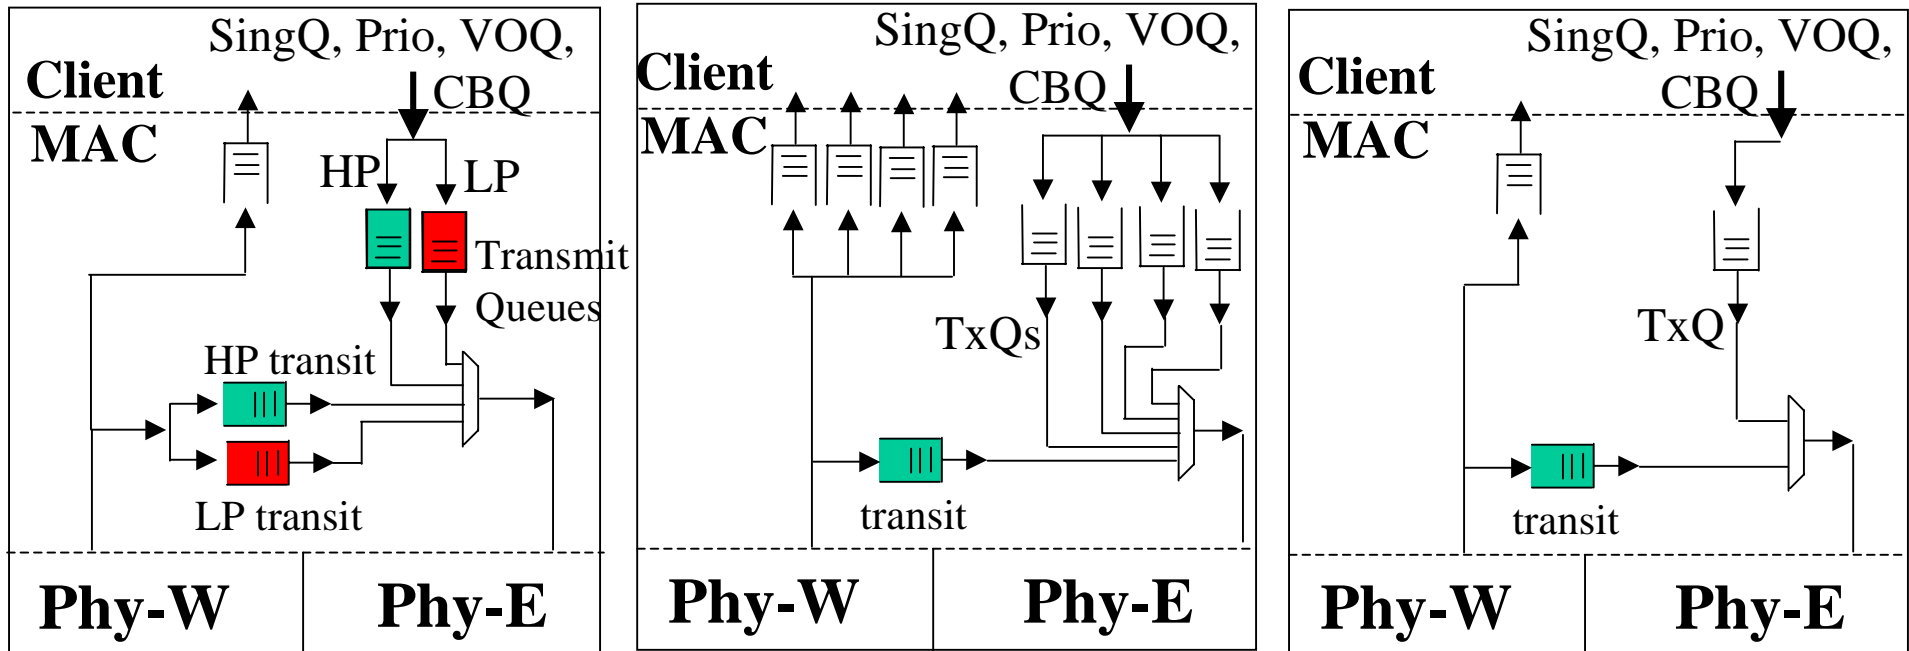 SingQ, Prio, VOQ,
CBQ
Client
MAC
HP
LP
Transmit
Queues
HP transit
LP transit
Phy-W
Phy-E
SingQ, Prio, VOQ,
CBQ
Client
MAC
TxQs
transit
Phy-W
Phy-E
SingQ, Prio, VOQ,
CBQ
Client
MAC
TxQ
transit
Phy-W
Phy-E